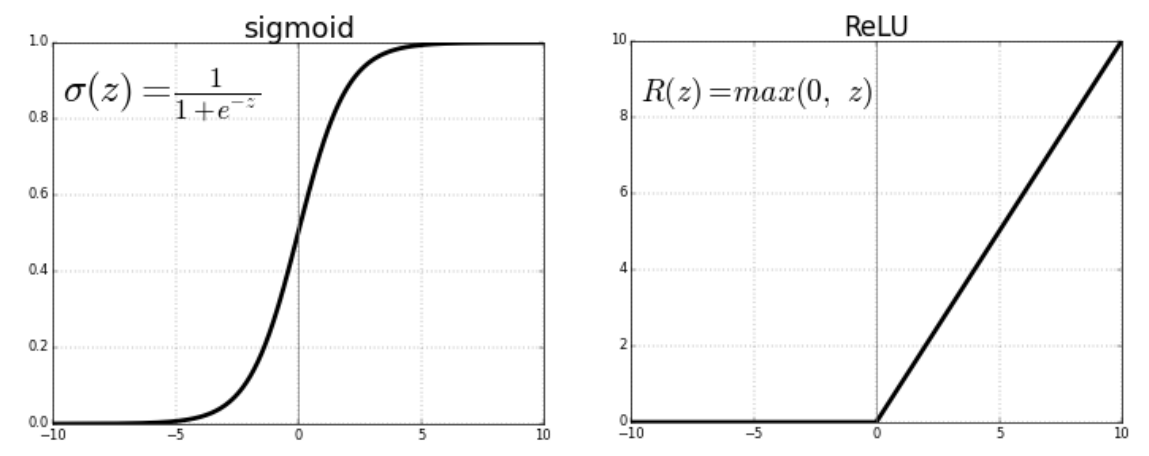 sigmoid
1.0
σ(z) = 1/(1+e^{-z})
0.8
0.6
0.4
0.2
0.0
−10 −5 0 5 10
ReLU
10
R(z) = max(0, z)
8
6
4
2
0
−10 −5 0 5 10